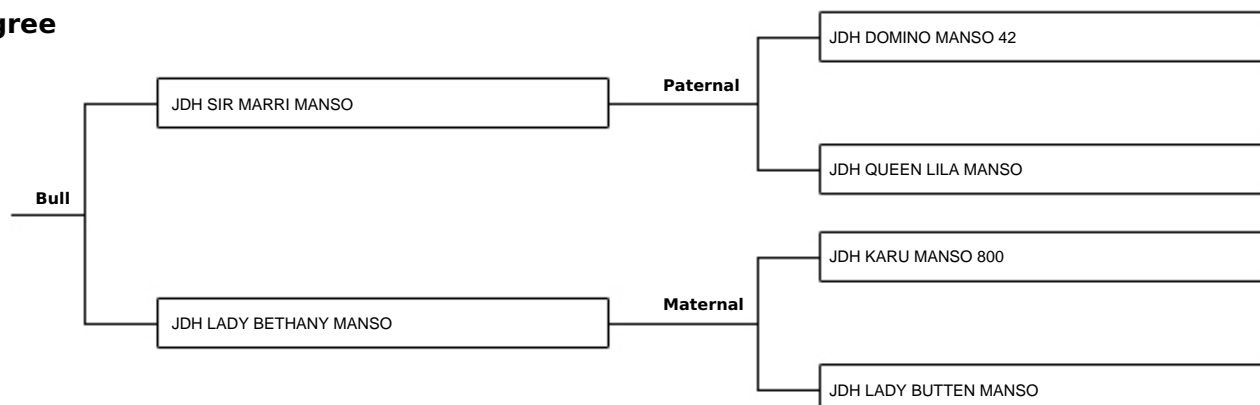 gree
JDH DOMINO MANSO 42
Paternal
JDH SIR MARRI MANSO
JDH QUEEN LILA MANSO
Bull
JDH KARU MANSO 800
Maternal
JDH LADY BETHANY MANSO
JDH LADY BUTTEN MANSO